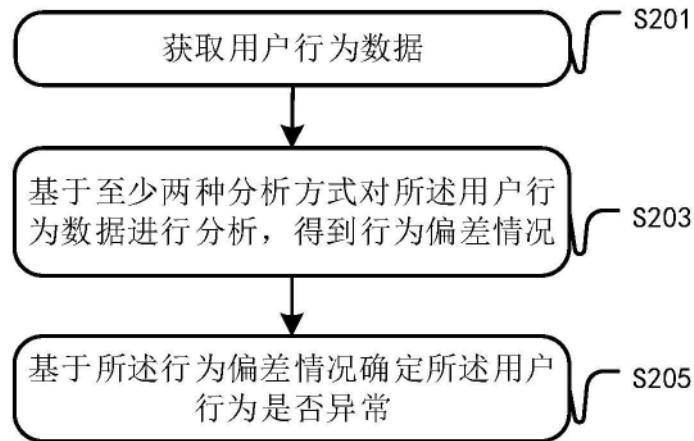 获取用户行为数据
S201
基于至少两种分析方式对所述用户行
为数据进行分析，得到行为偏差情况
S203
基于所述行为偏差情况确定所述用户
行为是否异常
S205